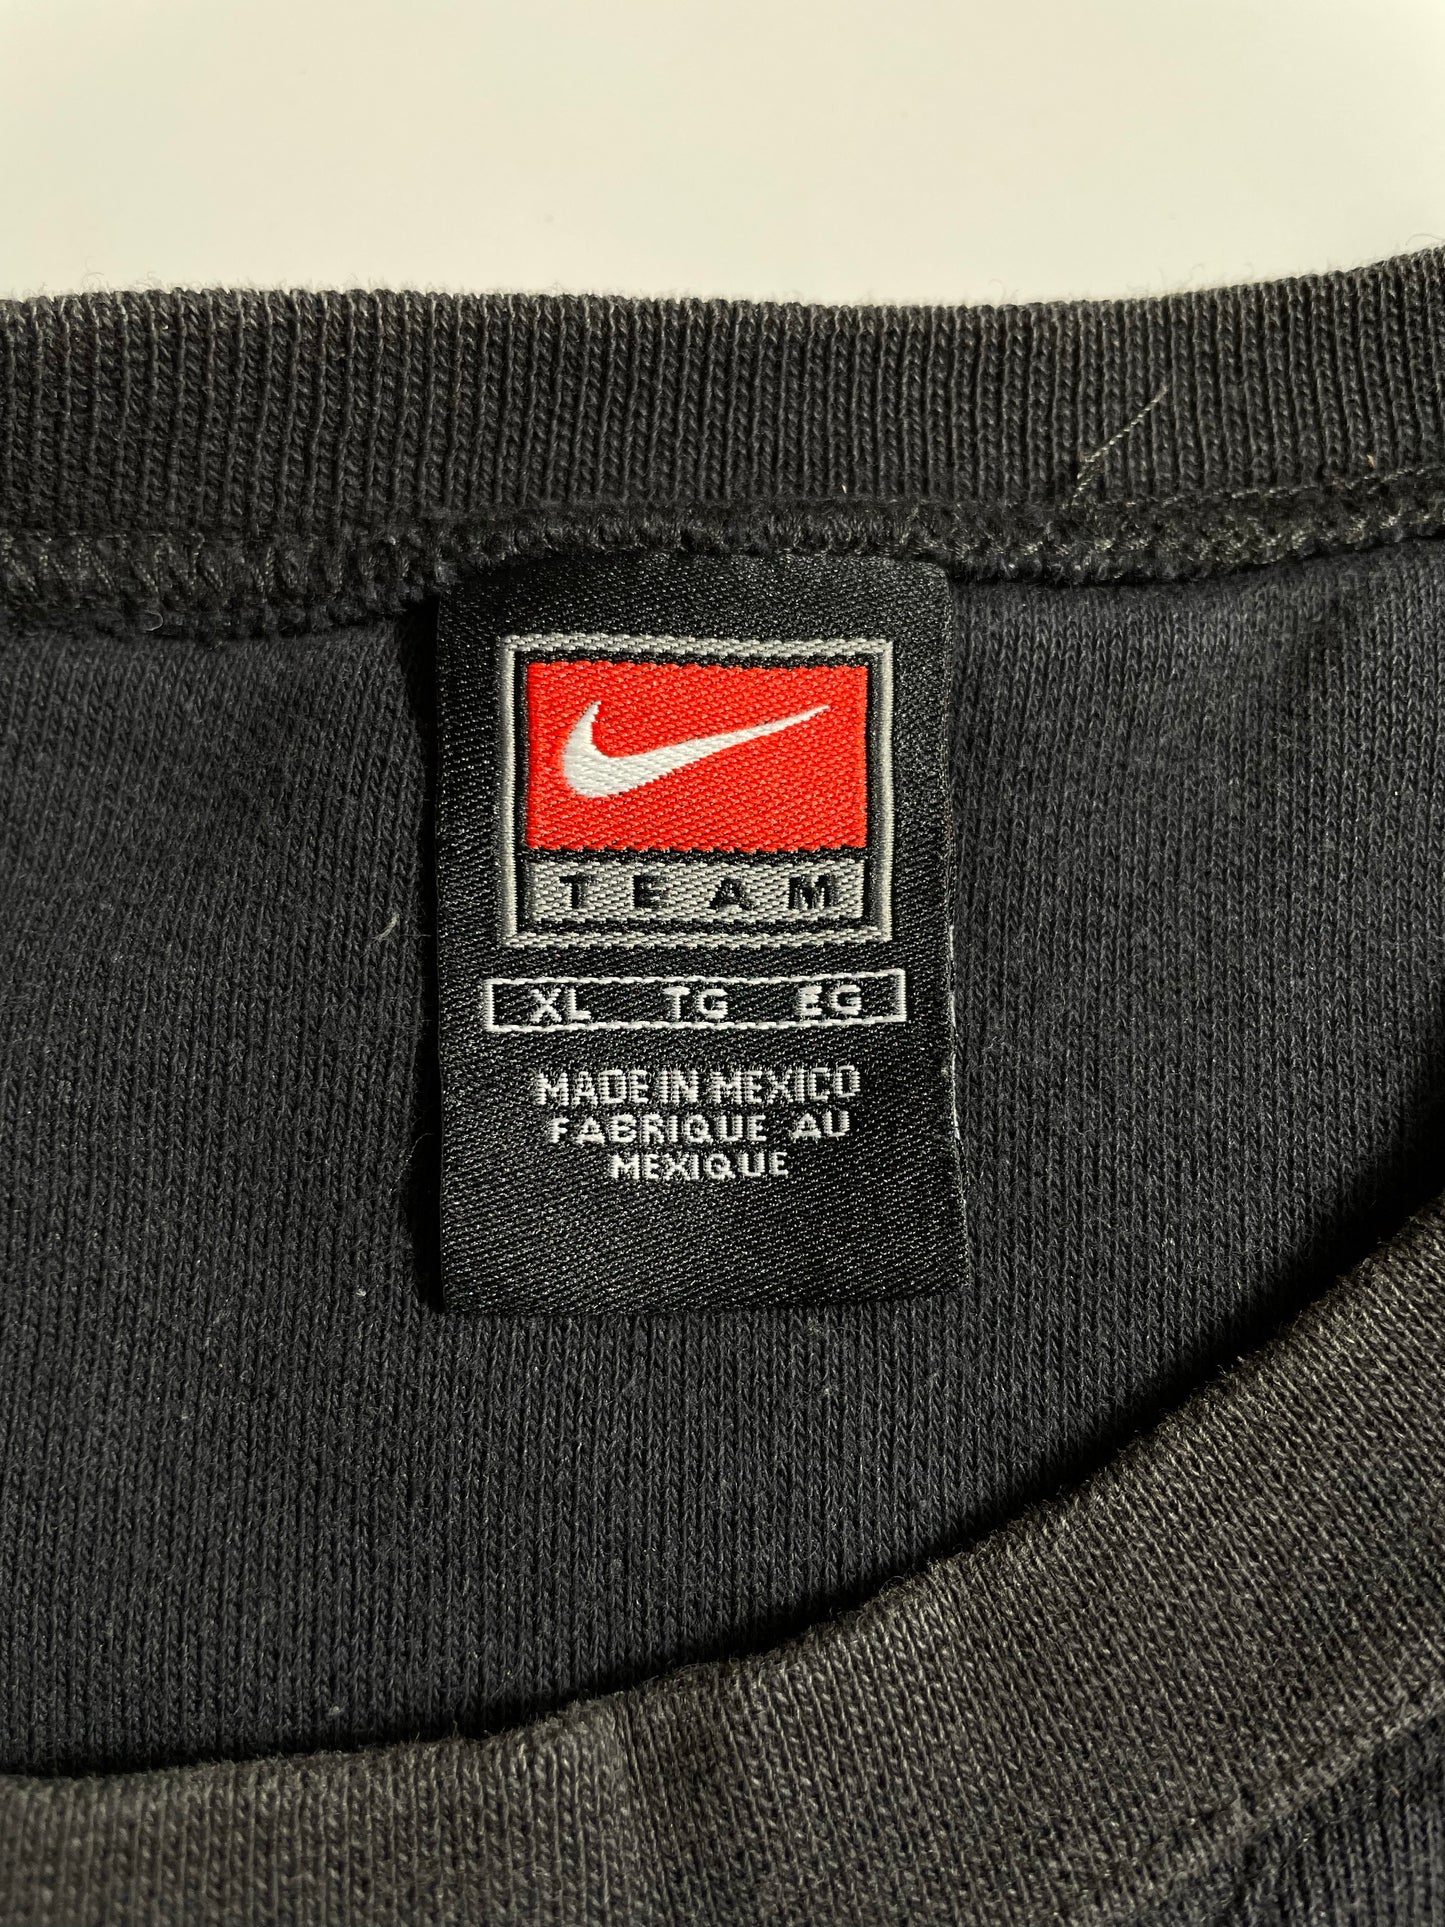 TEAM
XL TG EG
MADE IN MEXICO
FABRIQUE AU
MEXIQUE